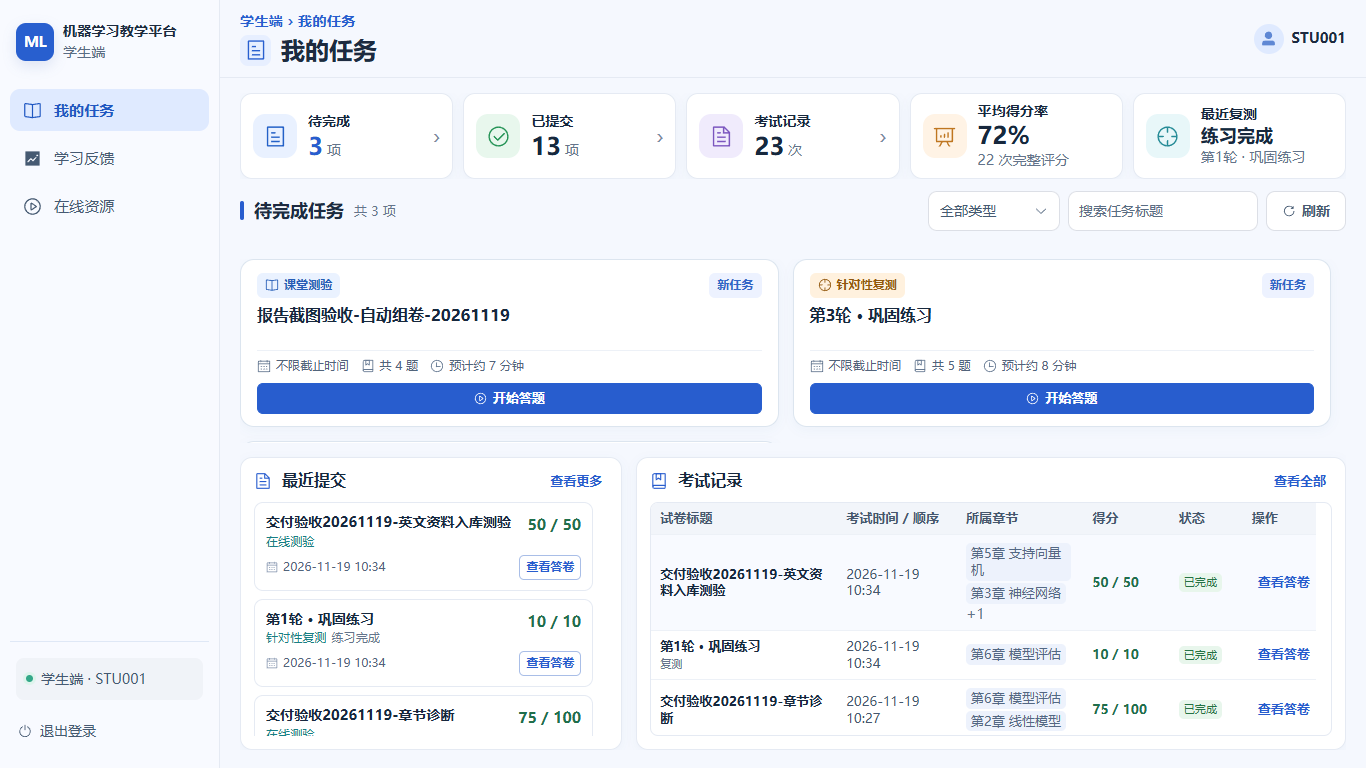 ML
机器学习教学平台
学生端
我的任务
学习反馈
在线资源
学生端 · STU001
退出登录
学生端 › 我的任务
我的任务
STU001
待完成
3 项
已提交
13 项
考试记录
23 次
平均得分率
72%
22 次完整评分
最近复测
练习完成
第1轮 · 巩固练习
待完成任务 共 3 项
全部类型
搜索任务标题
刷新
课堂测验 新任务
报告截图验收-自动组卷-20261119
不限截止时间 共 4 题 预计约 7 分钟
开始答题
针对性复测 新任务
第3轮 • 巩固练习
不限截止时间 共 5 题 预计约 8 分钟
开始答题
最近提交 查看更多
交付验收20261119-英文资料入库测验 50 / 50
在线测验
2026-11-19 10:34 查看答卷
第1轮 • 巩固练习 10 / 10
针对性复测 练习完成
2026-11-19 10:34 查看答卷
交付验收20261119-章节诊断 75 / 100
在线测验
考试记录 查看全部
试卷标题 考试时间 / 顺序 所属章节 得分 状态 操作
交付验收20261119-英文资
料入库测验
2026-11-19
10:34
第5章 支持向量
机
第3章 神经网络
+1
50 / 50 已完成 查看答卷
第1轮 • 巩固练习
复测
2026-11-19
10:34
第6章 模型评估
10 / 10 已完成 查看答卷
交付验收20261119-章节诊
断
2026-11-19
10:27
第6章 模型评估
第2章 线性模型
75 / 100 已完成 查看答卷